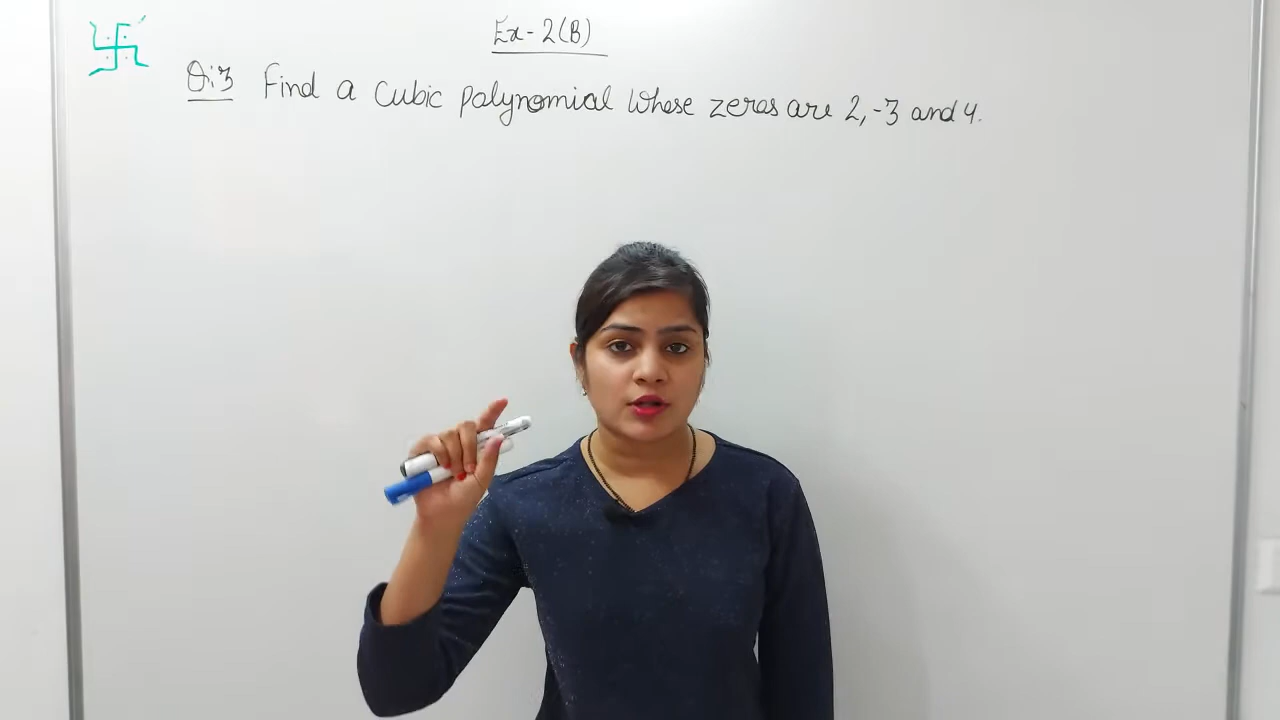 Ex-2(B)
Q:3 Find a cubic polynomial whose zeros are 2, -3 and 4.